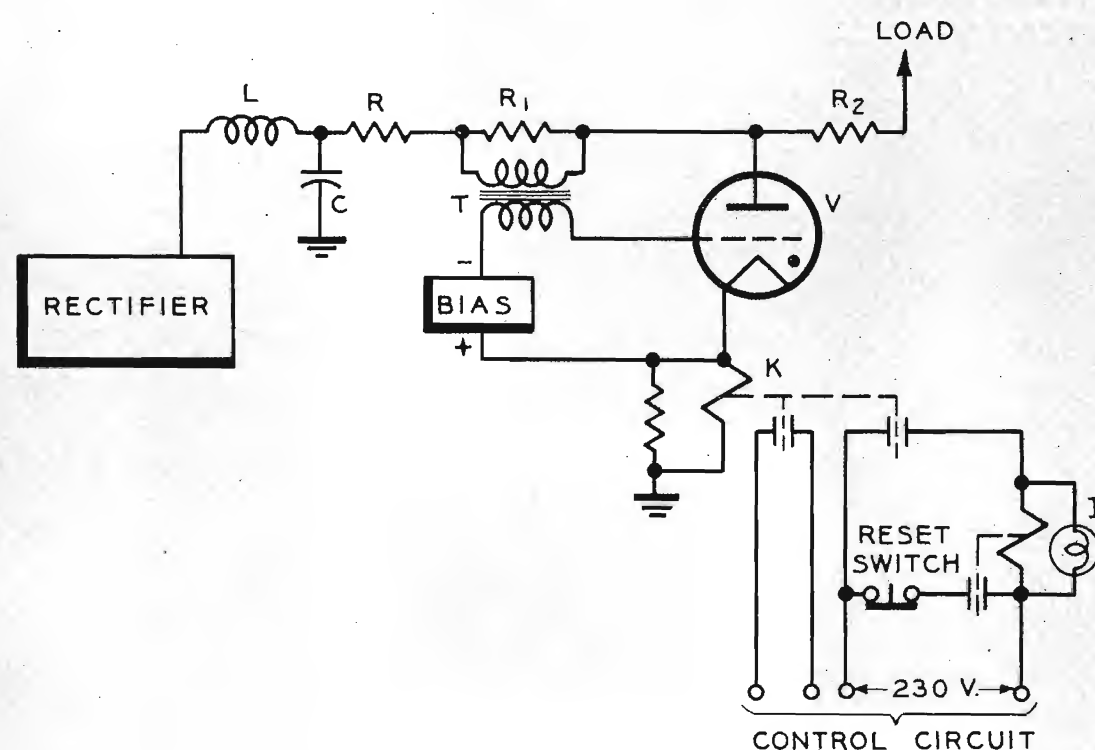 LOAD
L
R
R1
R2
C
T
V
RECTIFIER
-
BIAS
+
K
I
RESET
SWITCH
230 V.
CONTROL CIRCUIT